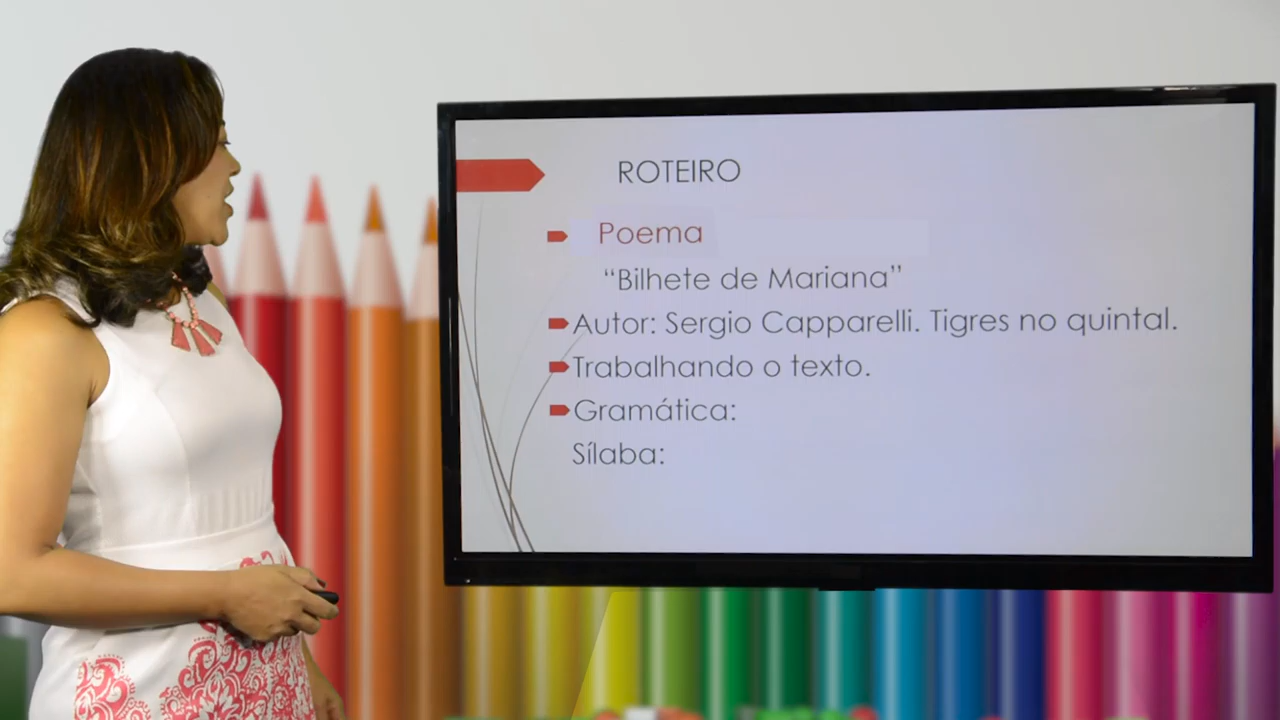 ROTEIRO
Poema
“Bilhete de Mariana”
Autor: Sergio Capparelli. Tigres no quintal.
Trabalhando o texto.
Gramática:
Sílaba: